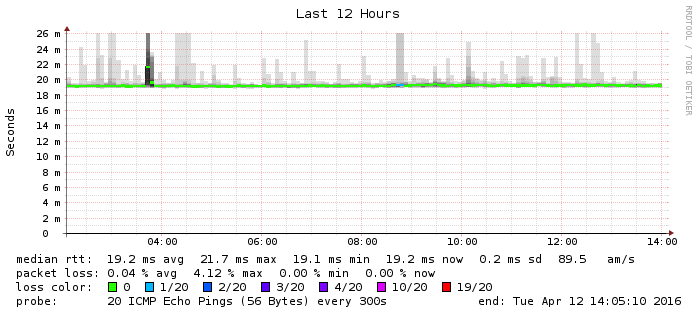 Last 12 Hours
RRDTOOL / TOBI OETIKER
Seconds
26 m
24 m
22 m
20 m
18 m
16 m
14 m
12 m
10 m
8 m
6 m
4 m
2 m
0
04:00 06:00 08:00 10:00 12:00 14:00
median rtt: 19.2 ms avg 21.7 ms max 19.1 ms min 19.2 ms now 0.2 ms sd 89.5 am/s
packet loss: 0.04 % avg 4.12 % max 0.00 % min 0.00 % now
loss color: 0 1/20 2/20 3/20 4/20 10/20 19/20
probe: 20 ICMP Echo Pings (56 Bytes) every 300s end: Tue Apr 12 14:05:10 2016